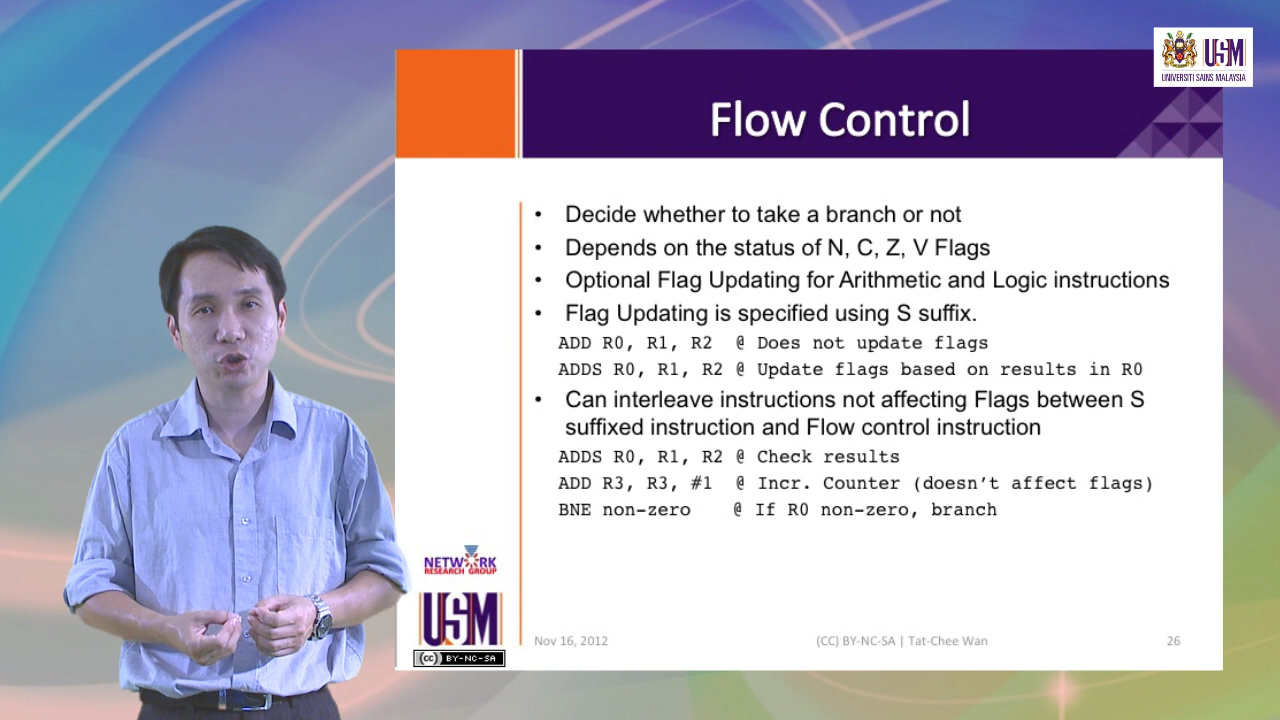 USM
UNIVERSITI SAINS MALAYSIA
Flow Control
• Decide whether to take a branch or not
• Depends on the status of N, C, Z, V Flags
• Optional Flag Updating for Arithmetic and Logic instructions
• Flag Updating is specified using S suffix.
ADD R0, R1, R2 @ Does not update flags
ADDS R0, R1, R2 @ Update flags based on results in R0
• Can interleave instructions not affecting Flags between S
suffixed instruction and Flow control instruction
ADDS R0, R1, R2 @ Check results
ADD R3, R3, #1 @ Incr. Counter (doesn't affect flags)
BNE non-zero @ If R0 non-zero, branch
NETWORK
RESEARCH GROUP
USM
(cc) BY-NC-SA
Nov 16, 2012
(CC) BY-NC-SA | Tat-Chee Wan
26